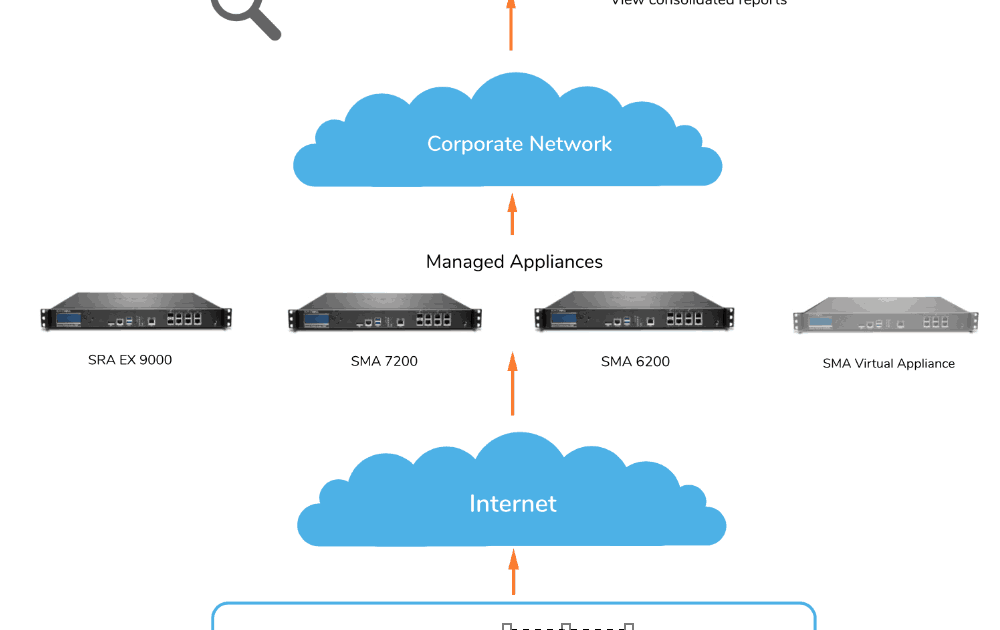 View consolidated reports
Corporate Network
Managed Appliances
SRA EX 9000
SMA 7200
SMA 6200
SMA Virtual Appliance
Internet